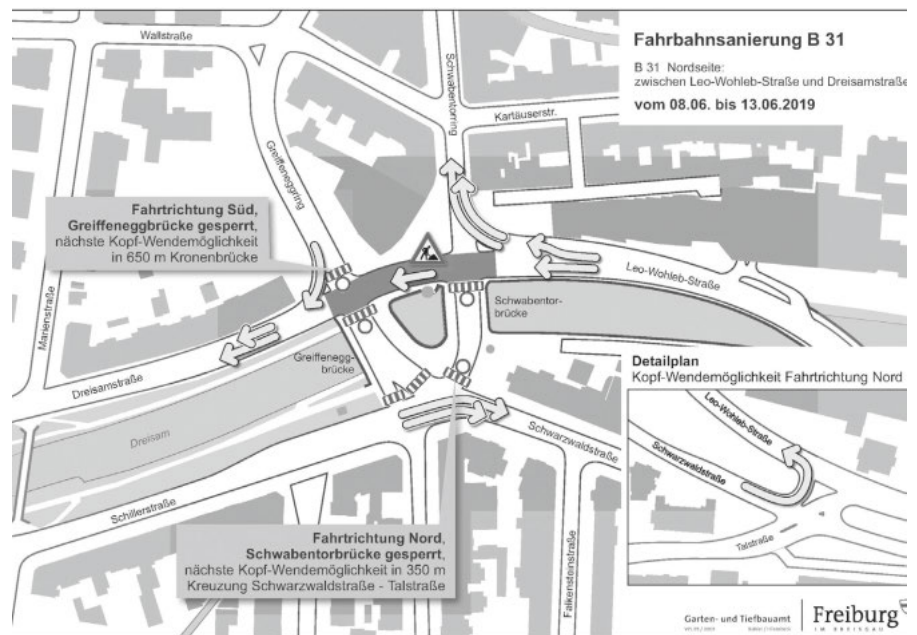 Fahrbahnsanierung B 31
B 31 Nordseite:
zwischen Leo-Wohleb-Straße und Dreisamstraße
vom 08.06. bis 13.06.2019
Wallstraße
Schwabentorring
Kartäuserstr.
Greiffeneggring
Fahrtrichtung Süd,
Greiffeneggbrücke gesperrt,
nächste Kopf-Wendemöglichkeit
in 650 m Kronenbrücke
Marienstraße
Leo-Wohleb-Straße
Schwabentor-
brücke
Greiffenegg-
brücke
Dreisamstraße
Dreisam
Schwarzwaldstraße
Schillerstraße
Falkensteinstraße
Fahrtrichtung Nord,
Schwabentorbrücke gesperrt,
nächste Kopf-Wendemöglichkeit in 350 m
Kreuzung Schwarzwaldstraße - Talstraße
Detailplan
Kopf-Wendemöglichkeit Fahrtrichtung Nord
Leo-Wohleb-Straße
Schwarzwaldstraße
Talstraße
Garten- und Tiefbauamt
Freiburg
IM BREISGAU